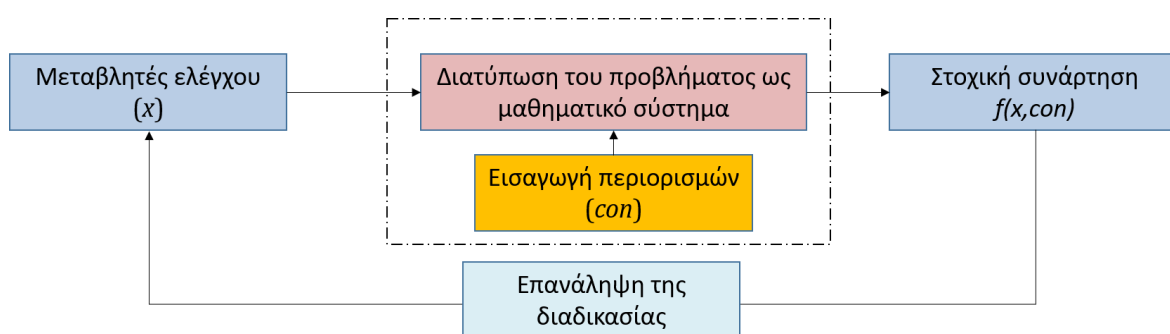 Μεταβλητές ελέγχου
(x)
Διατύπωση του προβλήματος ως
μαθηματικό σύστημα
Στοχική συνάρτηση
f(x,con)
Εισαγωγή περιορισμών
(con)
Επανάληψη της
διαδικασίας